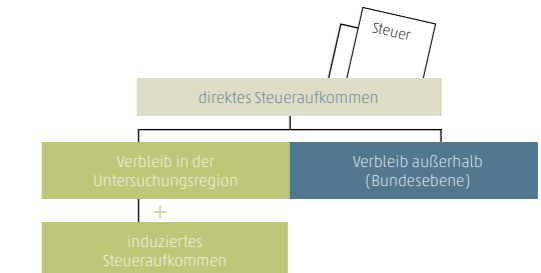 Steuer
direktes Steueraufkommen
Verbleib in der
Untersuchungsregion
Verbleib außerhalb
(Bundesebene)
+
induziertes
Steueraufkommen